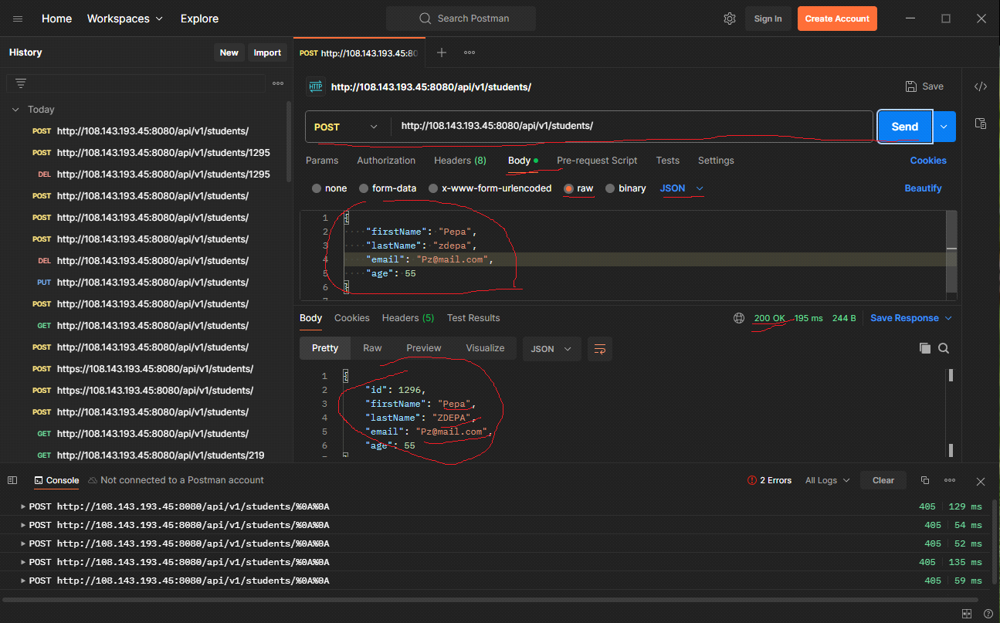 Home Workspaces Explore Search Postman Sign In Create Account
History New Import POST http://108.143.193.45:80
http://108.143.193.45:8080/api/v1/students/ Save
Today
POST http://108.143.193.45:8080/api/v1/students/
POST http://108.143.193.45:8080/api/v1/students/1295
DEL http://108.143.193.45:8080/api/v1/students/1295
POST http://108.143.193.45:8080/api/v1/students/
POST http://108.143.193.45:8080/api/v1/students/
POST http://108.143.193.45:8080/api/v1/students/
DEL http://108.143.193.45:8080/api/v1/students/
PUT http://108.143.193.45:8080/api/v1/students/
POST http://108.143.193.45:8080/api/v1/students/
GET http://108.143.193.45:8080/api/v1/students/
POST http://108.143.193.45:8080/api/v1/students/
POST https://108.143.193.45:8080/api/v1/students/
POST https://108.143.193.45:8080/api/v1/students/
POST http://108.143.193.45:8080/api/v1/students/
GET http://108.143.193.45:8080/api/v1/students/
GET http://108.143.193.45:8080/api/v1/students/219
HTTP
POST http://108.143.193.45:8080/api/v1/students/ Send
Params Authorization Headers (8) Body Pre-request Script Tests Settings Cookies
none form-data x-www-form-urlencoded raw binary JSON Beautify
1 {
2 "firstName": "Pepa",
3 "lastName": "zdepa",
4 "email": "Pz@mail.com",
5 "age": 55
6 }
7
Body Cookies Headers (5) Test Results 200 OK 195 ms 244 B Save Response
Pretty Raw Preview Visualize JSON
1 {
2 "id": 1296,
3 "firstName": "Pepa",
4 "lastName": "ZDEPA",
5 "email": "Pz@mail.com",
6 "age": 55
Console Not connected to a Postman account 2 Errors All Logs Clear
POST http://108.143.193.45:8080/api/v1/students/%0A%0A 405 129 ms
POST http://108.143.193.45:8080/api/v1/students/%0A%0A 405 54 ms
POST http://108.143.193.45:8080/api/v1/students/%0A%0A 405 52 ms
POST http://108.143.193.45:8080/api/v1/students/%0A%0A 405 135 ms
POST http://108.143.193.45:8080/api/v1/students/%0A%0A 405 59 ms